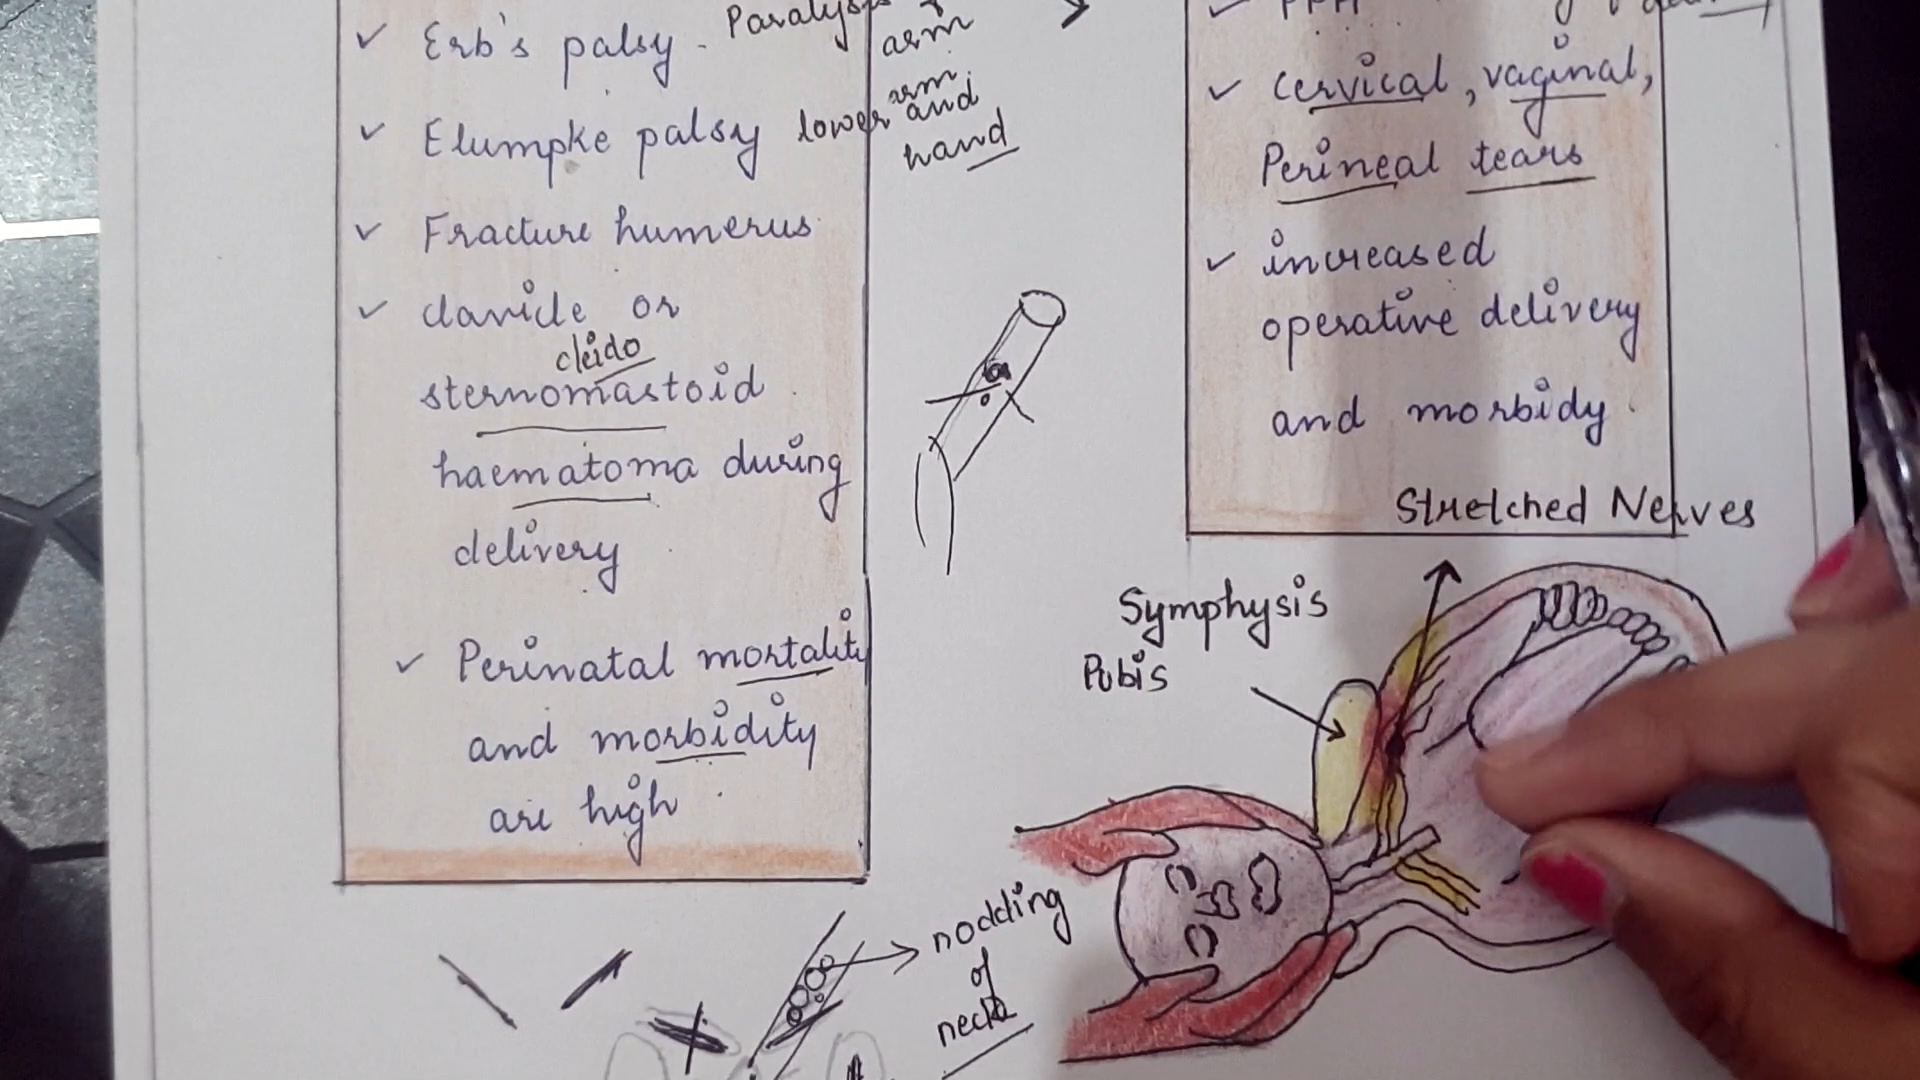 ✓ Erb's palsy - Paralysis
arm
✓ Elumpke palsy lower arm and
hand
✓ Fracture humerus
✓ clavicle or
cleido
sternomastoid
haematoma during
delivery
✓ Perinatal mortality
and morbidity
are high
nodding
of
neck
✓ PPH
✓ Cervical, vaginal,
Perineal tears
✓ increased
operative delivery
and morbidy.
Stretched Nerves
Symphysis
Pubis